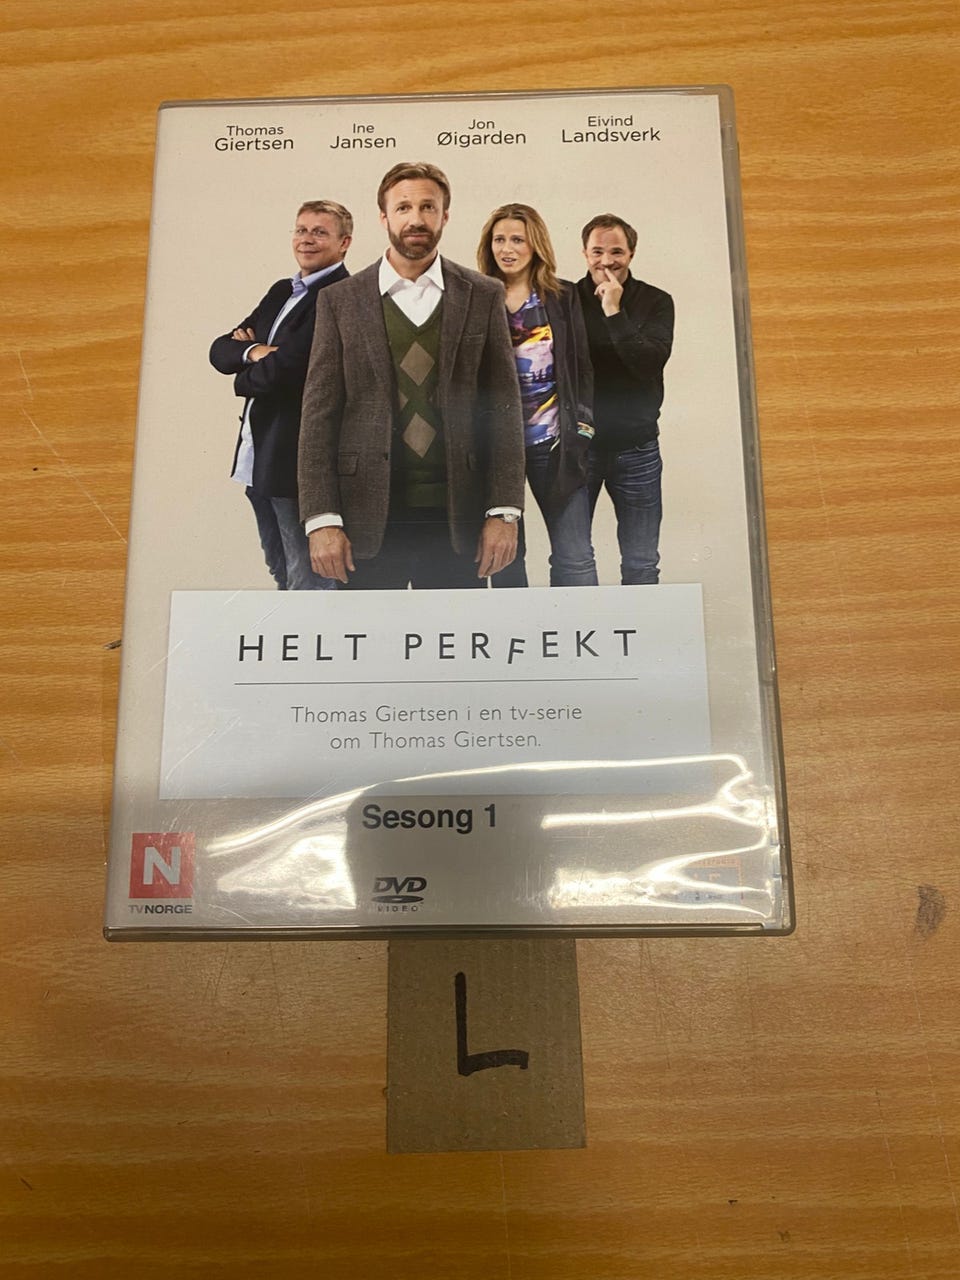 Thomas Giertsen
Ine Jansen
Jon Øigarden
Eivind Landsverk
HELT PERFEKT
Thomas Giertsen i en tv-serie
om Thomas Giertsen.
Sesong 1
N
TVNORGE
DVD
VIDEO
L